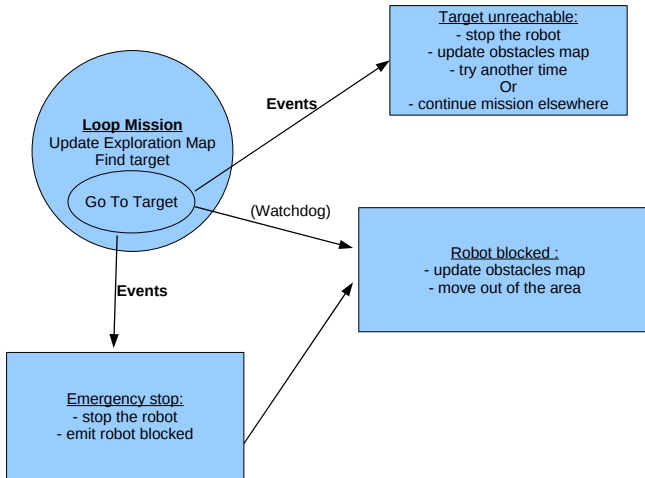 Target unreachable:
- stop the robot
- update obstacles map
- try another time
Or
- continue mission elsewhere
Events
Loop Mission
Update Exploration Map
Find target
Go To Target
(Watchdog)
Robot blocked :
- update obstacles map
- move out of the area
Events
Emergency stop:
- stop the robot
- emit robot blocked